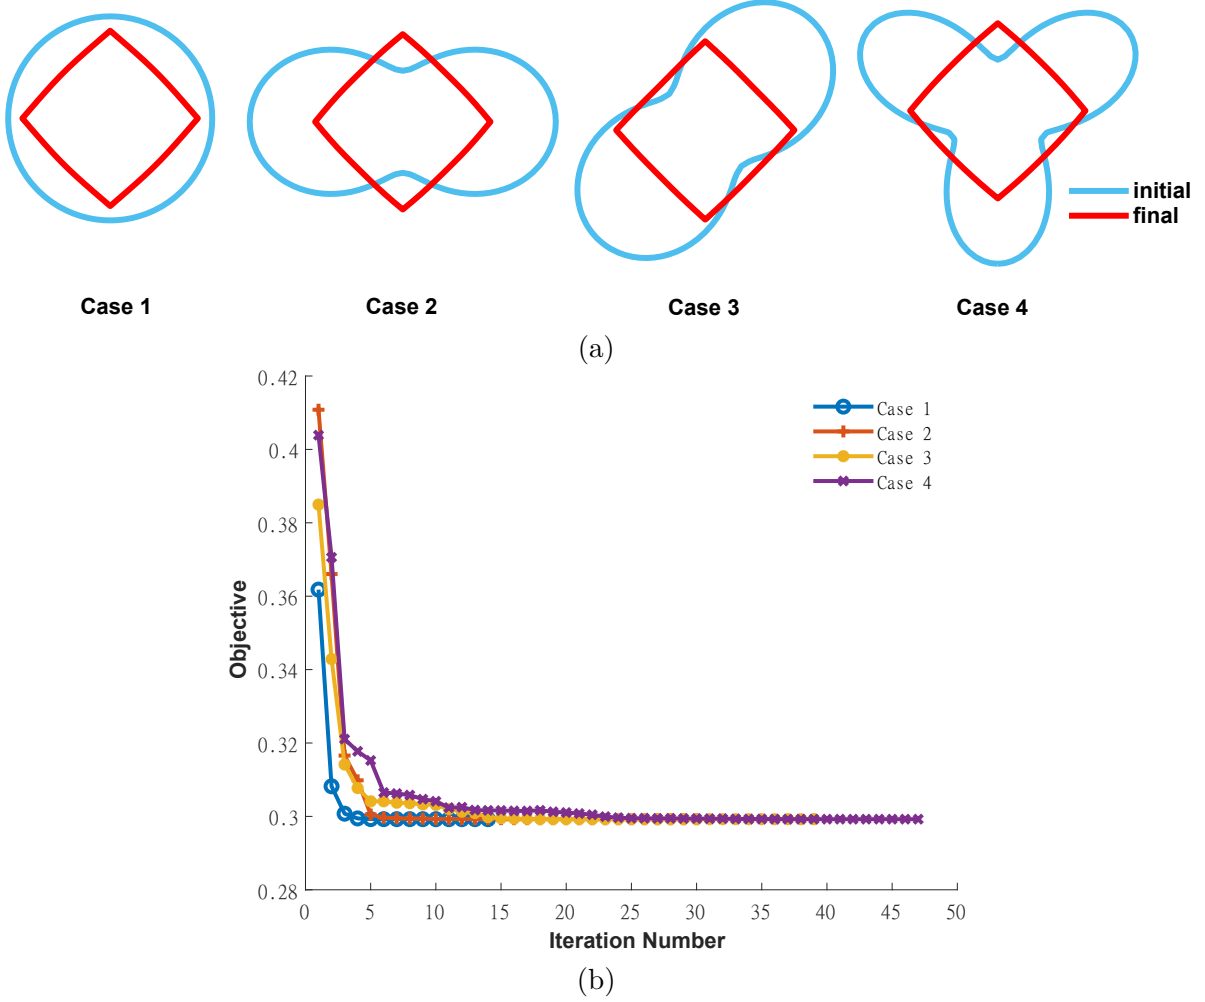 initial
final
Case 1
Case 2
Case 3
Case 4
(a)
0.42
0.4
0.38
0.36
0.34
0.32
0.3
0.28
Objective
Case 1
Case 2
Case 3
Case 4
0 5 10 15 20 25 30 35 40 45 50
Iteration Number
(b)